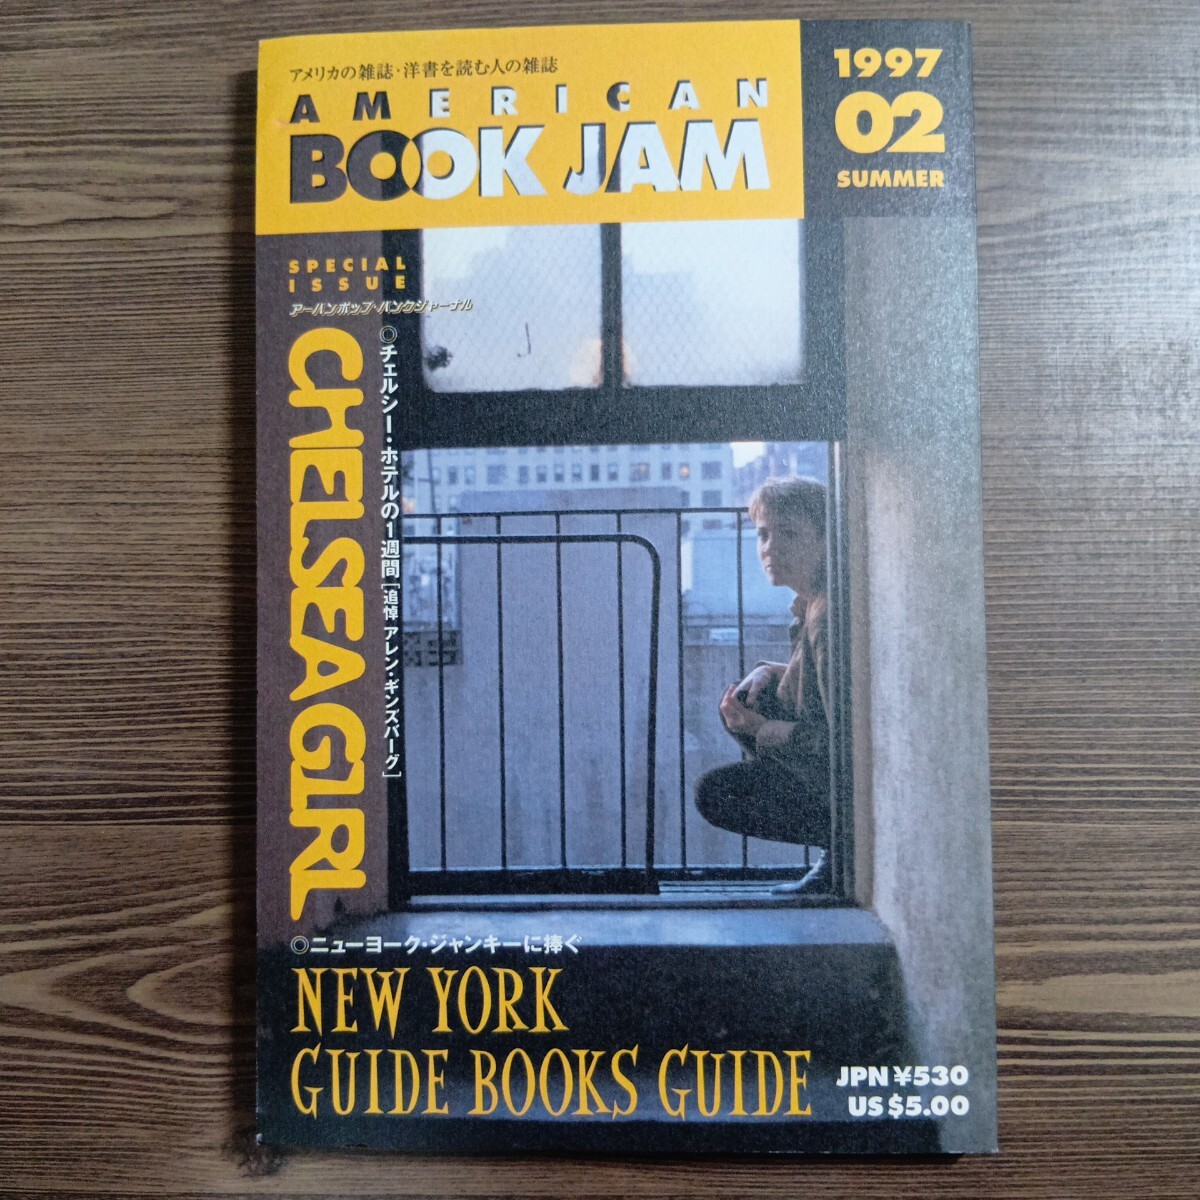 アメリカの雑誌・洋書を読む人の雑誌
AMERICAN
BOOK JAM
1997
02
SUMMER
SPECIAL
ISSUE
アーバンポップ・パンクジャーナル
CHELSEA GIRL
◎チェルシー・ホテルの1週間[追悼 アレン・ギンズバーグ]
◎ニューヨーク・ジャンキーに捧ぐ
NEW YORK
GUIDE BOOKS GUIDE
JPN ¥530
US $5.00